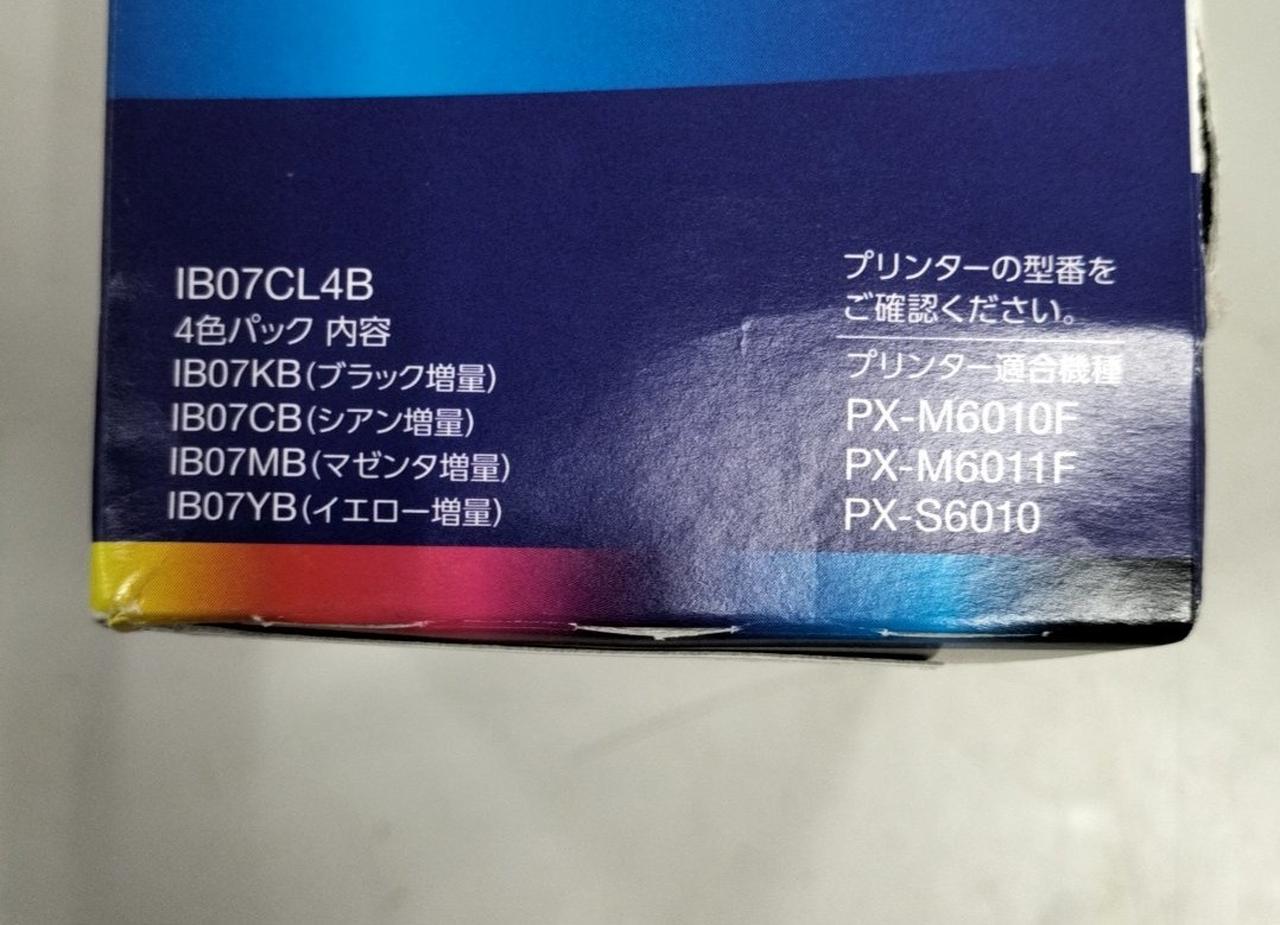 IB07CL4B
4色パック 内容
IB07KB(ブラック増量)
IB07CB(シアン増量)
IB07MB(マゼンタ増量)
IB07YB(イエロー増量)
プリンターの型番を
ご確認ください。
プリンター適合機種
PX-M6010F
PX-M6011F
PX-S6010